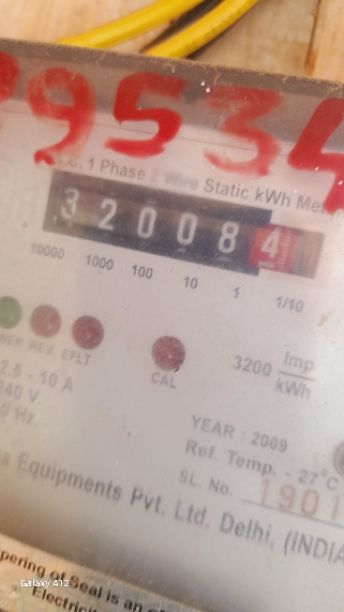 9534
1 Phase 2 Wire Static kWh Me
320084
10000 1000 100 10 1 1/10
REV EFLT
CAL
3200 Imp
kWh
2.5 - 10 A
240 V
YEAR : 2009
Ref. Temp. - 27°C
SL. No. 1901
Equipments Pvt. Ltd. Delhi, (INDIA
of Seal is an
Galaxy A12